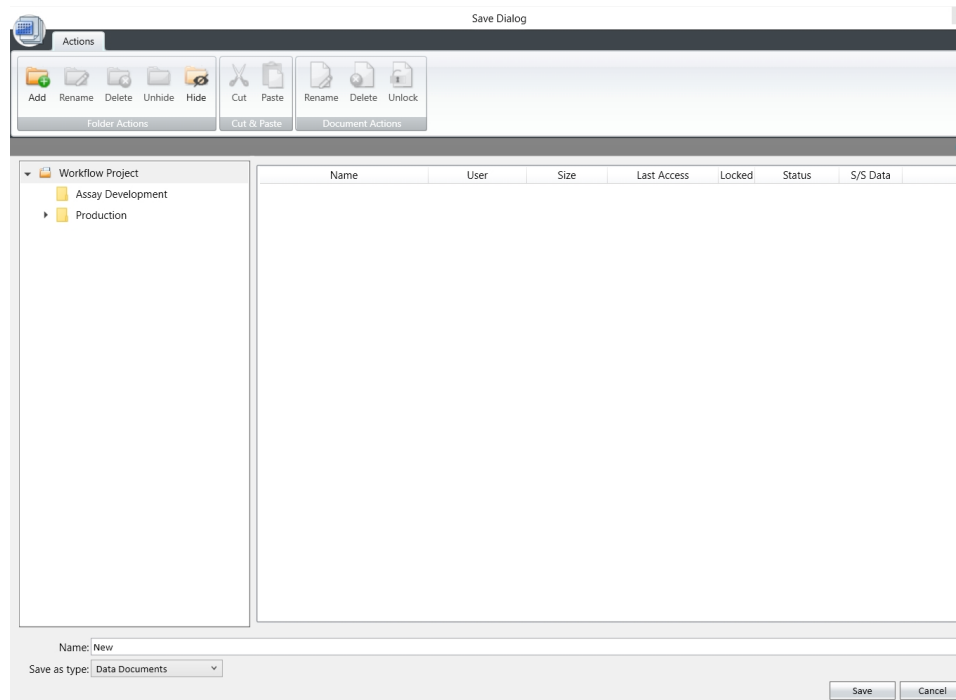 Save Dialog
Actions
Add Rename Delete Unhide Hide Cut Paste Rename Delete Unlock
Folder Actions Cut & Paste Document Actions
Workflow Project
Assay Development
Production
Name User Size Last Access Locked Status S/S Data
Name: New
Save as type: Data Documents
Save Cancel